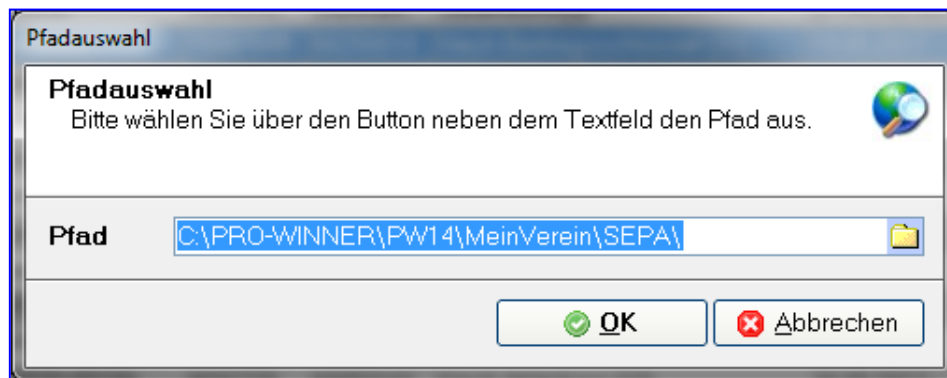 Pfadauswahl
Pfadauswahl
Bitte wählen Sie über den Button neben dem Textfeld den Pfad aus.
Pfad C:\PRO-WINNER\PW14\MeinVerein\SEPA\
OK Abbrechen